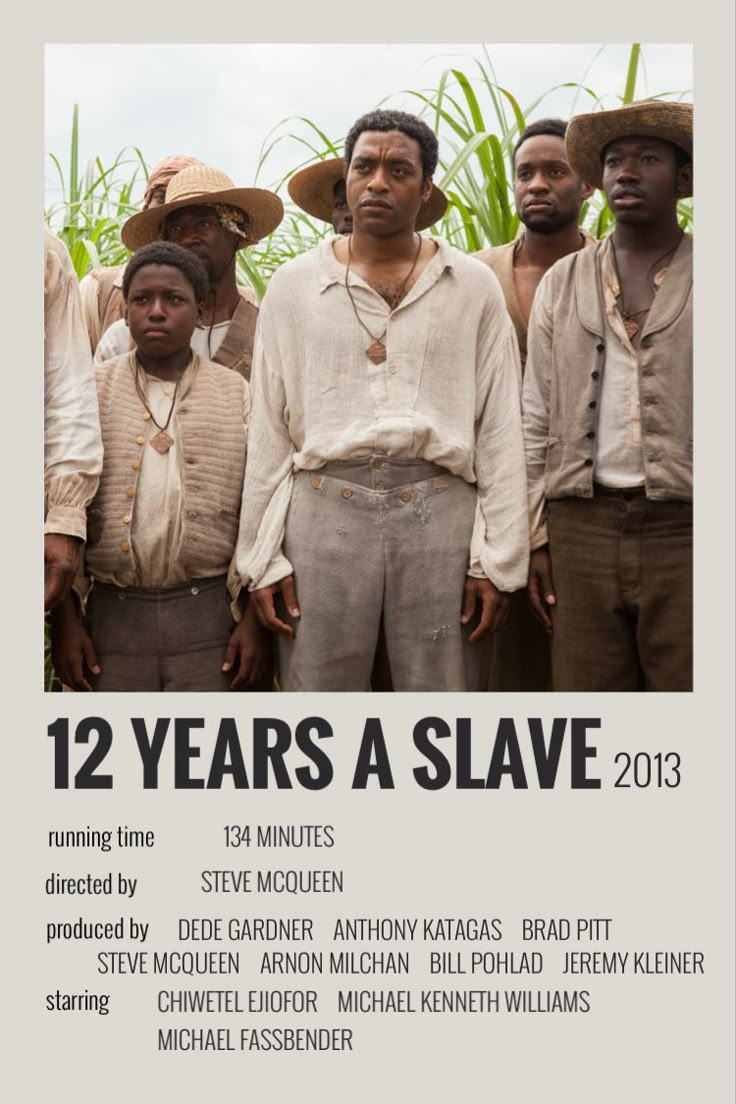 12 YEARS A SLAVE 2013
running time 134 MINUTES
directed by STEVE MCQUEEN
produced by DEDE GARDNER ANTHONY KATAGAS BRAD PITT
STEVE MCQUEEN ARNON MILCHAN BILL POHLAD JEREMY KLEINER
starring CHIWETEL EJIOFOR MICHAEL KENNETH WILLIAMS
MICHAEL FASSBENDER